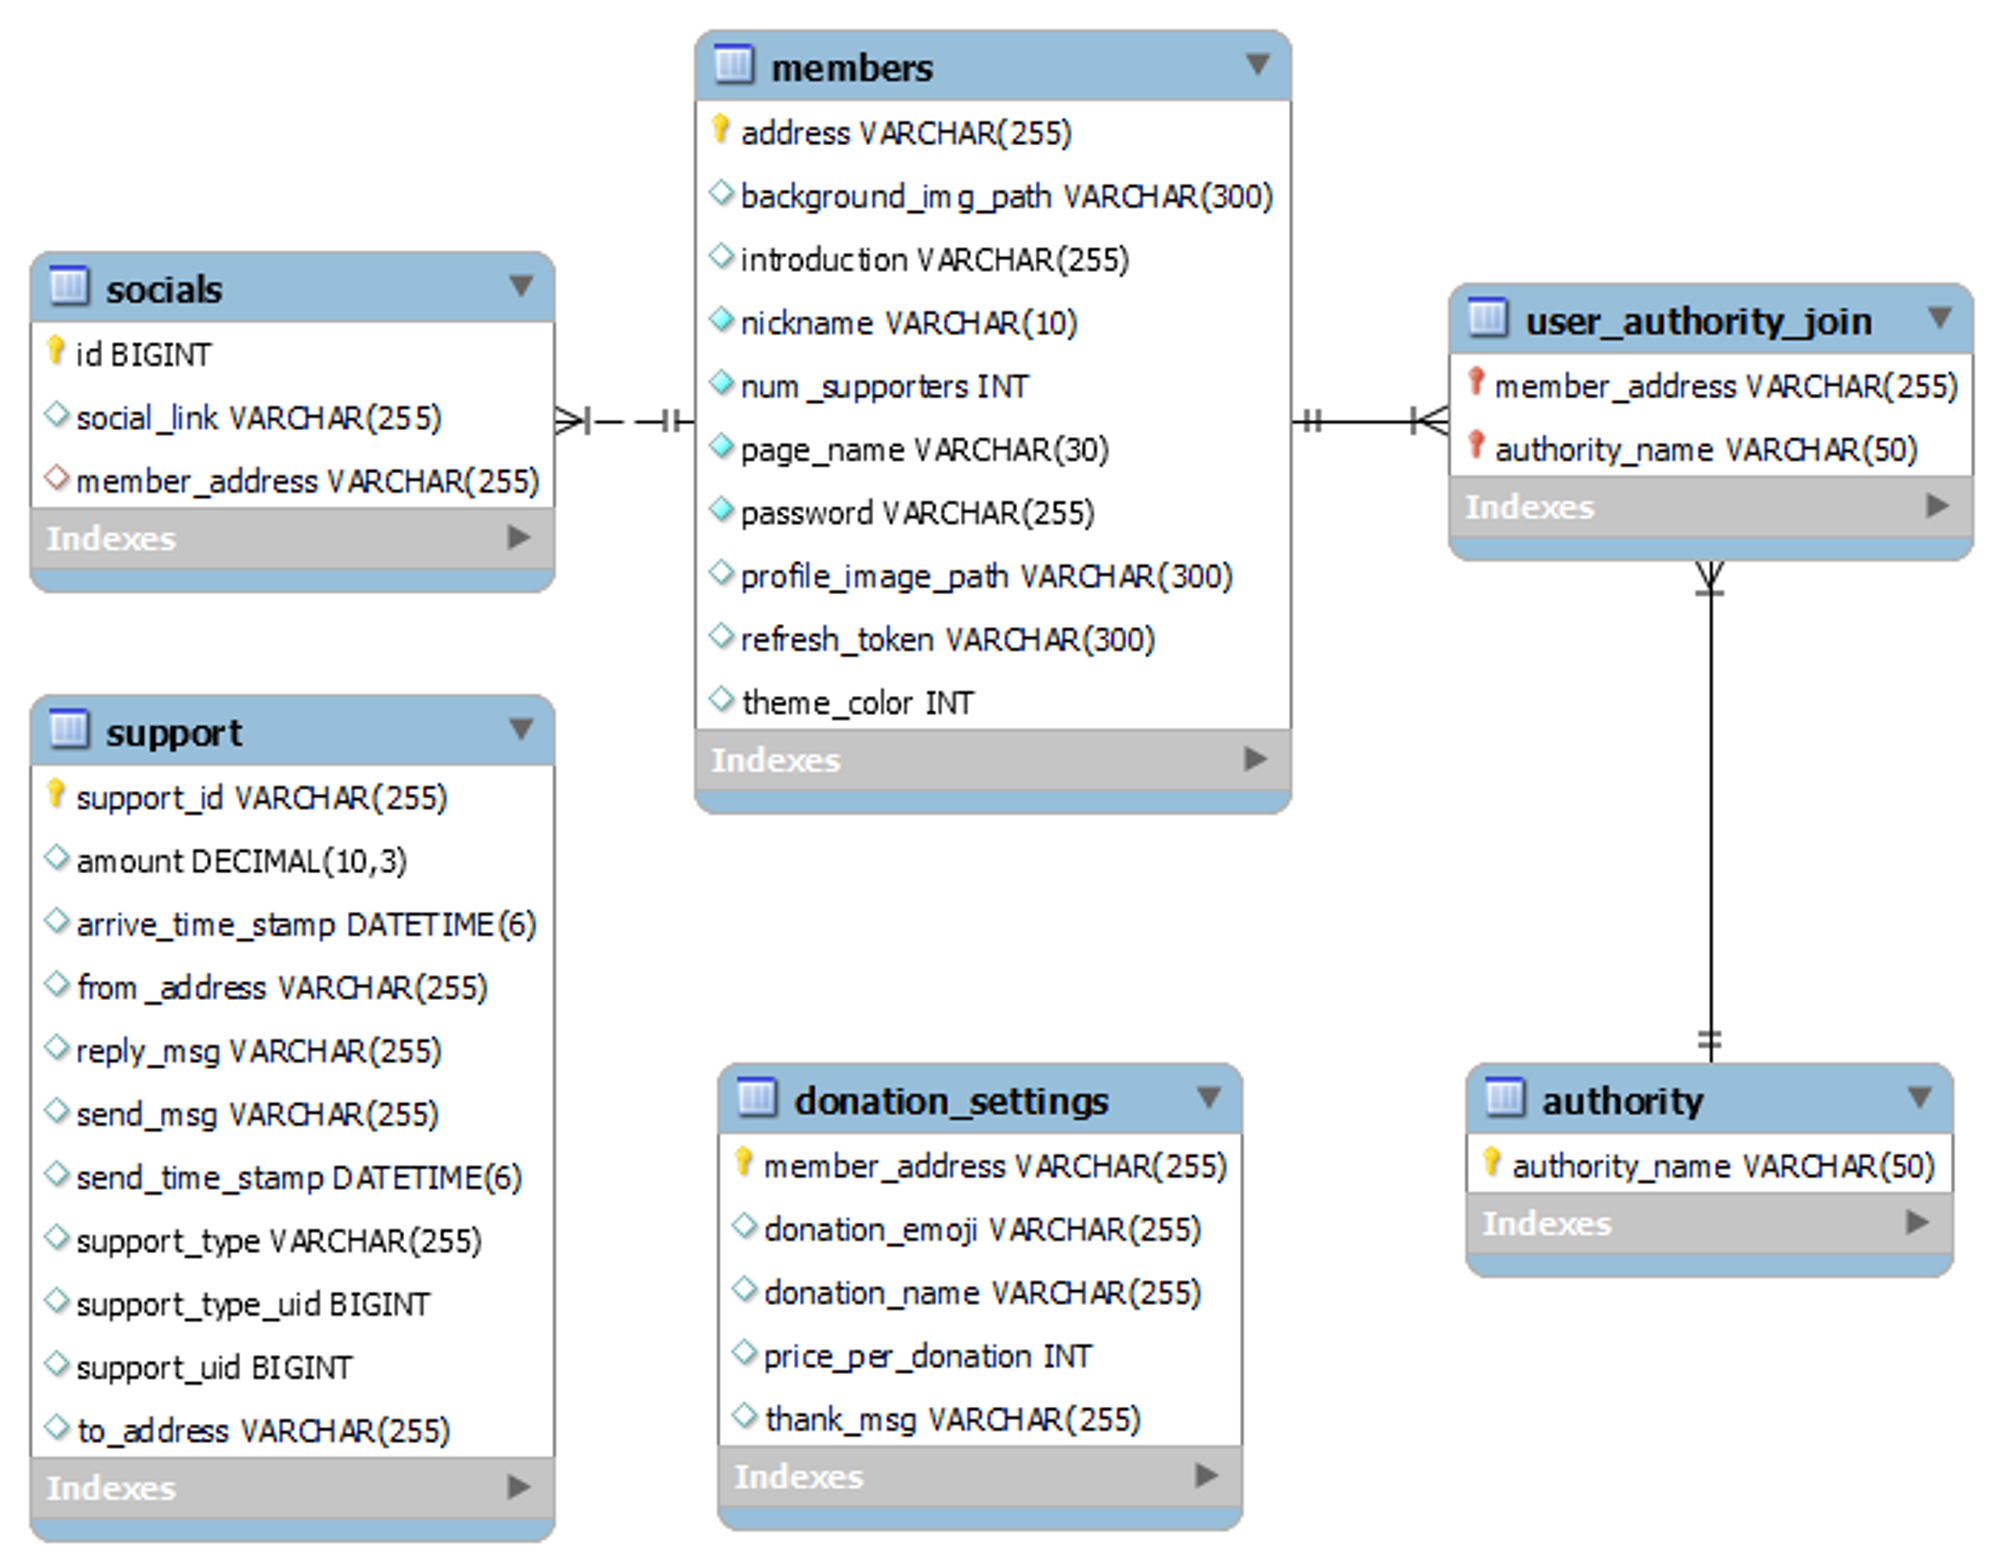 members
address VARCHAR(255)
background_img_path VARCHAR(300)
introduction VARCHAR(255)
nickname VARCHAR(10)
num_supporters INT
page_name VARCHAR(30)
password VARCHAR(255)
profile_image_path VARCHAR(300)
refresh_token VARCHAR(300)
theme_color INT
Indexes
socials
id BIGINT
social_link VARCHAR(255)
member_address VARCHAR(255)
Indexes
user_authority_join
member_address VARCHAR(255)
authority_name VARCHAR(50)
Indexes
support
support_id VARCHAR(255)
amount DECIMAL(10,3)
arrive_time_stamp DATETIME(6)
from_address VARCHAR(255)
reply_msg VARCHAR(255)
send_msg VARCHAR(255)
send_time_stamp DATETIME(6)
support_type VARCHAR(255)
support_type_uid BIGINT
support_uid BIGINT
to_address VARCHAR(255)
Indexes
donation_settings
member_address VARCHAR(255)
donation_emoji VARCHAR(255)
donation_name VARCHAR(255)
price_per_donation INT
thank_msg VARCHAR(255)
Indexes
authority
authority_name VARCHAR(50)
Indexes